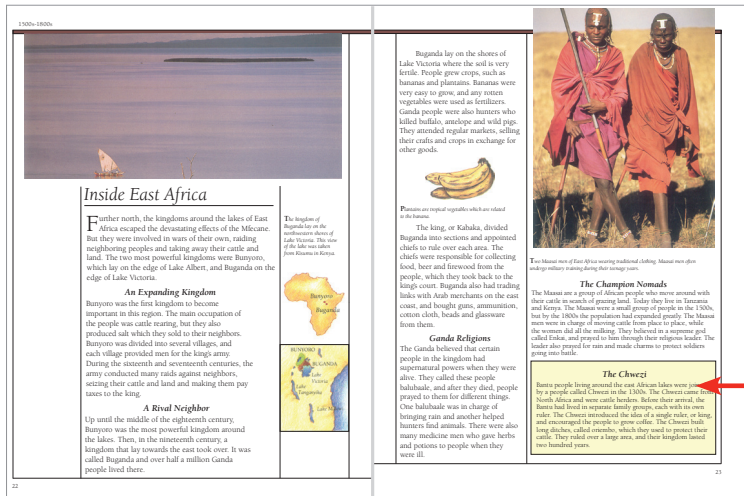 1500s-1800s
Inside East Africa
Further north, the kingdoms around the lakes of East
Africa escaped the devastating effects of the Mfecane.
But they were involved in wars of their own, raiding
neighboring peoples and taking away their cattle and
land. The two most powerful kingdoms were Bunyoro,
which lay on the edge of Lake Albert, and Buganda on the
edge of Lake Victoria.
An Expanding Kingdom
Bunyoro was the first kingdom to become
important in this region. The main occupation of
the people was cattle rearing, but they also
produced salt which they sold to their neighbors.
Bunyoro was divided into several villages, and
each village provided men for the king's army.
During the sixteenth and seventeenth centuries, the
army conducted many raids against neighbors,
seizing their cattle and land and making them pay
taxes to the king.
A Rival Neighbor
Up until the middle of the eighteenth century,
Bunyoro was the most powerful kingdom around
the lakes. Then, in the nineteenth century, a
kingdom that lay towards the east took over. It was
called Buganda and over half a million Ganda
people lived there.
The kingdom of
Buganda lay on the
northwestern shores of
Lake Victoria. This view
of the lake was taken
from Kisumu in Kenya.
Bunyoro
Buganda
BUNYORO
BUGANDA
Lake
Victoria
Lake
Tanganyika
22
Buganda lay on the shores of
Lake Victoria where the soil is very
fertile. People grew crops, such as
bananas and plantains. Bananas were
very easy to grow, and any rotten
vegetables were used as fertilizers.
Ganda people were also hunters who
killed buffalo, antelope and wild pigs.
They attended regular markets, selling
their crafts and crops in exchange for
other goods.
Plantains are tropical vegetables which are related
to the banana.
The king, or Kabaka, divided
Buganda into sections and appointed
chiefs to rule over each area. The
chiefs were responsible for collecting
food, beer and firewood from the
people, which they took back to the
king's court. Buganda also had trading
links with Arab merchants on the east
coast, and bought guns, ammunition,
cotton cloth, beads and glassware
from them.
Ganda Religions
The Ganda believed that certain
people in the kingdom had
supernatural powers when they were
alive. They called these people
balubaale, and after they died, people
prayed to them for different things.
One balubaale was in charge of
bringing rain and another helped
hunters find animals. There were also
many medicine men who gave herbs
and potions to people when they
were ill.
Two Maasai men of East Africa wearing traditional clothing. Maasai men often
undergo military training during their teenage years.
The Champion Nomads
The Maasai are a group of African people who move around with
their cattle in search of grazing land. Today they live in Tanzania
and Kenya. The Maasai were a small group of people in the 1500s,
but by the 1800s the population had expanded greatly. The Maasai
men were in charge of moving cattle from place to place, while
the women did all the milking. They believed in a supreme god
called Enkai, and prayed to him through their religious leader. The
leader also prayed for rain and made charms to protect soldiers
going into battle.
The Chwezi
Bantu people living around the east African lakes were
by a people called Chwezi in the 1300s. The Chwezi came from
North Africa and were cattle herders. Before their arrival, the
Bantu had lived in separate family groups, each with its own
ruler. The Chwezi introduced the idea of a single ruler, or king,
and encouraged the people to grow coffee. The Chwezi built
long ditches, called orirembo, which they used to protect their
cattle. They ruled over a large area, and their kingdom lasted
two hundred years.
23